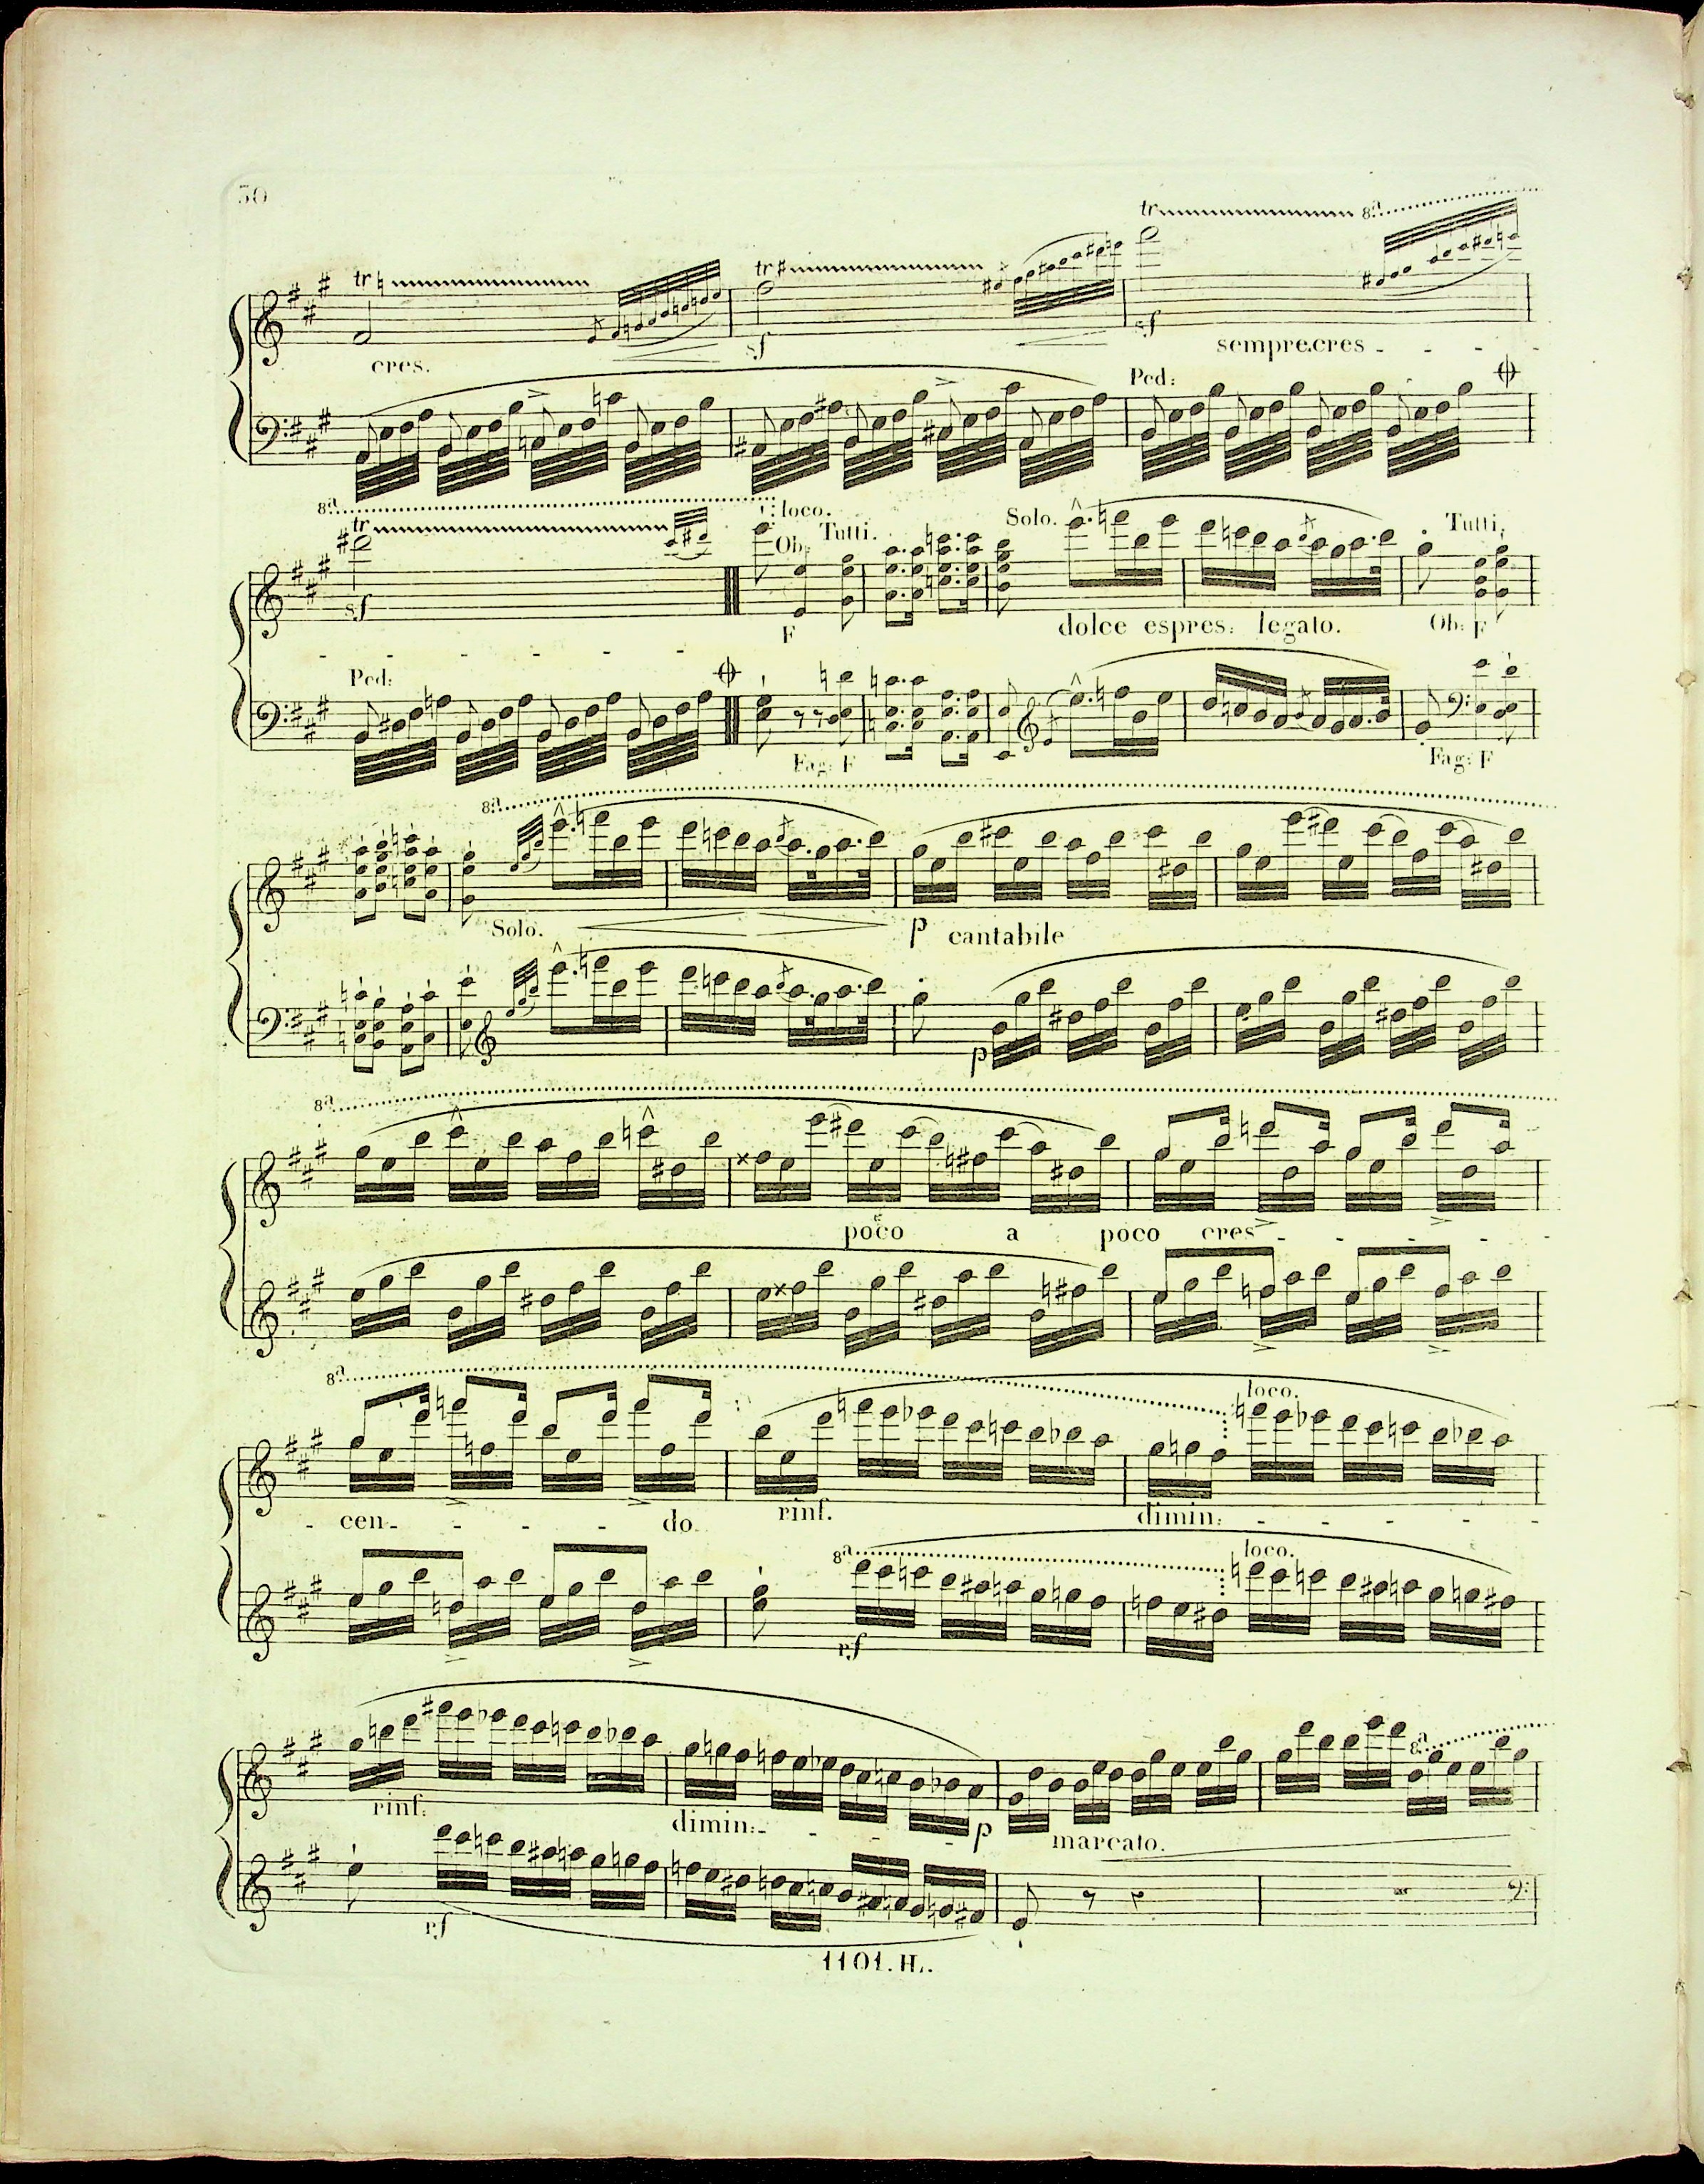 30
tr tr tr 8ª
cres. sf sf sempre.cres - - -
Ped:
8ª loco.
tr Ob: Tutti. Solo. Tutti.
sf F dolce espres: legato. Ob: F
- - - - - -
Ped:
Fag: F Fag: F
8ª
Solo. p cantabile
p
8ª
poco a poco cres - - - - -
8ª loco.
- cen - - - do rinf. dimin: - - - - -
8ª loco.
rf
8ª
rinf: dimin: - - - - p marcato.
rf
1101. H.